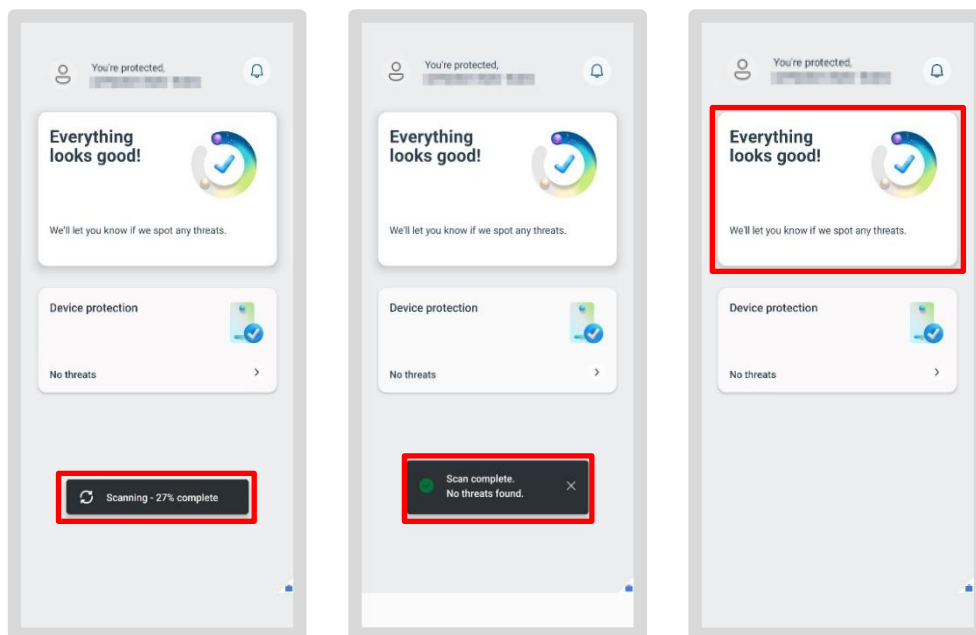 You're protected,
Everything
looks good!
We'll let you know if we spot any threats.
Device protection
No threats
Scanning - 27% complete
You're protected,
Everything
looks good!
We'll let you know if we spot any threats.
Device protection
No threats
Scan complete.
No threats found.
You're protected,
Everything
looks good!
We'll let you know if we spot any threats.
Device protection
No threats